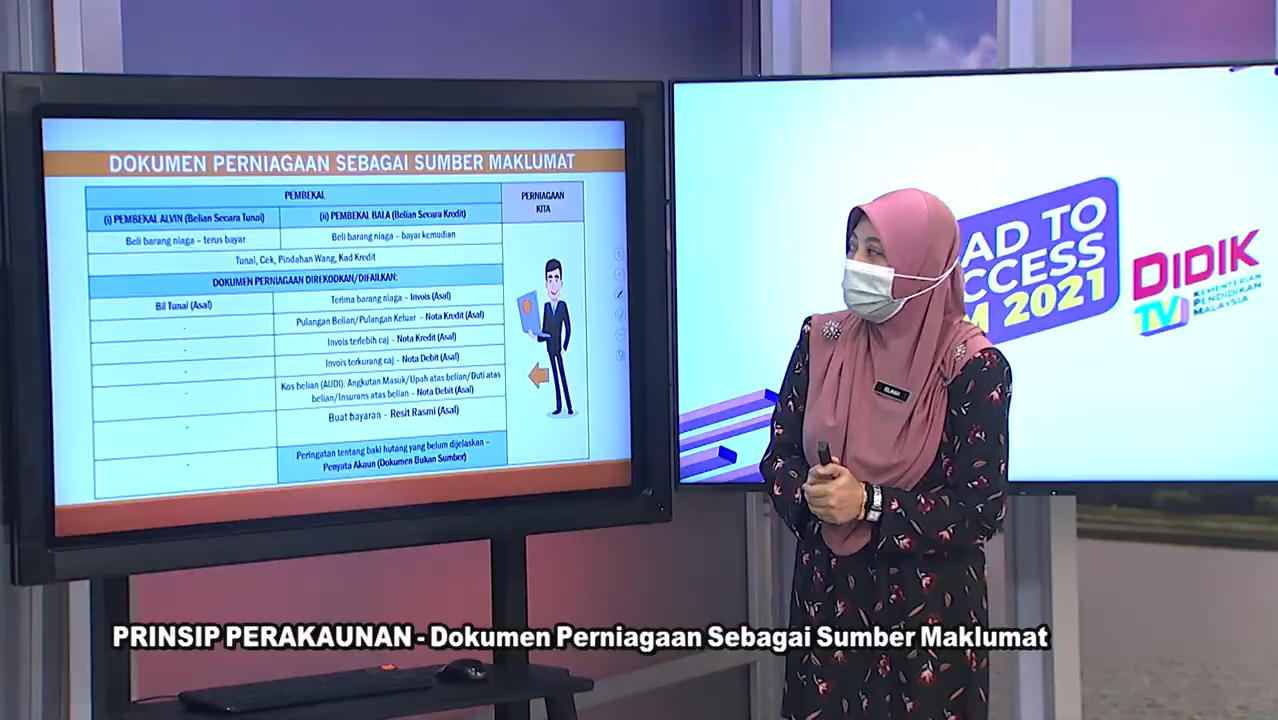 DOKUMEN PERNIAGAAN SEBAGAI SUMBER MAKLUMAT
PEMBEKAL
PERNIAGAAN
KITA
(i) PEMBEKAL ALVIN (Belian Secara Tunai)
(ii) PEMBEKAL BALA (Belian Secara Kredit)
Beli barang niaga – terus bayar
Beli barang niaga – bayar kemudian
Tunai, Cek, Pindahan Wang, Kad Kredit
DOKUMEN PERNIAGAAN DIREKODKAN/DIFAILKAN:
Bil Tunai (Asal)
Terima barang niaga – Invois (Asal)
-
Pulangan Belian/Pulangan Keluar – Nota Kredit (Asal)
-
Invois terlebih caj – Nota Kredit (Asal)
-
Invois terkurang caj – Nota Debit (Asal)
-
Kos belian (AUDI): Angkutan Masuk/Upah atas belian/Duti atas
belian/Insurans atas belian – Nota Debit (Asal)
-
Buat bayaran – Resit Rasmi (Asal)
-
Peringatan tentang baki hutang yang belum dijelaskan –
Penyata Akaun (Dokumen Bukan Sumber)
AD TO
CCESS
M 2021
DIDIK
TV
KEMENTERIAN
PENDIDIKAN
MALAYSIA
PRINSIP PERAKAUNAN - Dokumen Perniagaan Sebagai Sumber Maklumat